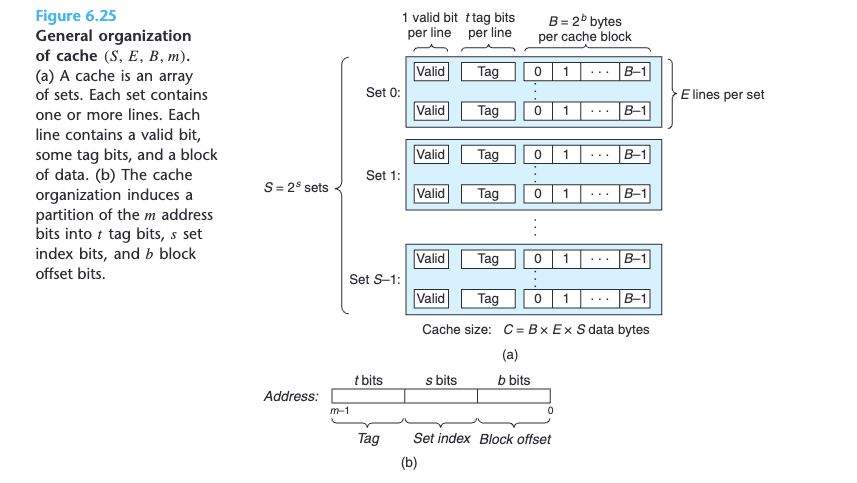 Figure 6.25
General organization
of cache (S, E, B, m).
(a) A cache is an array
of sets. Each set contains
one or more lines. Each
line contains a valid bit,
some tag bits, and a block
of data. (b) The cache
organization induces a
partition of the m address
bits into t tag bits, s set
index bits, and b block
offset bits.
1 valid bit
per line
t tag bits
per line
B = 2ᵇ bytes
per cache block
S = 2ˢ sets
Set 0:
Valid Tag 0 1 · · · B–1
Valid Tag 0 1 · · · B–1
E lines per set
Set 1:
Valid Tag 0 1 · · · B–1
Valid Tag 0 1 · · · B–1
Set S–1:
Valid Tag 0 1 · · · B–1
Valid Tag 0 1 · · · B–1
Cache size: C = B × E × S data bytes
(a)
t bits s bits b bits
Address:
m–1 0
Tag Set index Block offset
(b)